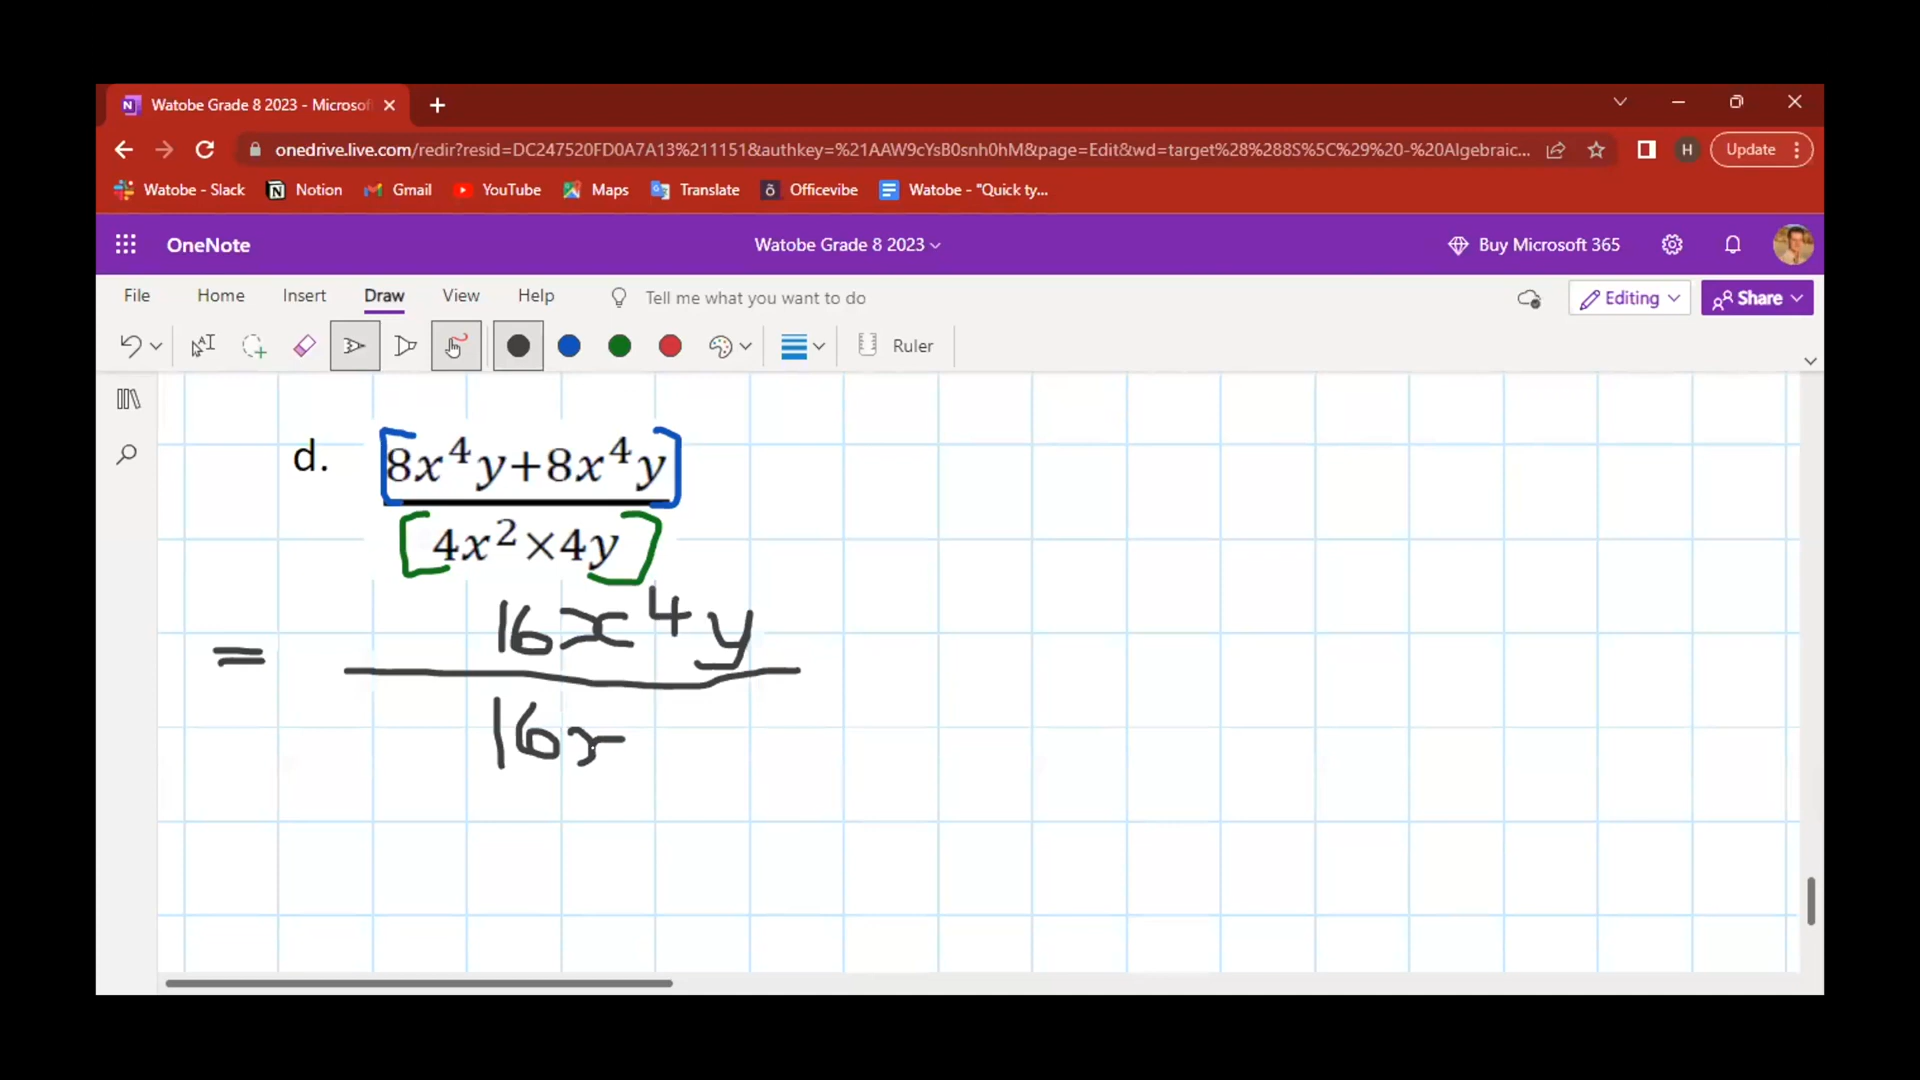 Watobe Grade 8 2023 - Microsof
onedrive.live.com/redir?resid=DC247520FD0A7A13%211151&authkey=%21AAW9cYsB0snh0hM&page=Edit&wd=target%28%288S%5C%29%20-%20Algebraic...
H
Update
Watobe - Slack Notion Gmail YouTube Maps Translate Officevibe Watobe - "Quick ty...
OneNote
Watobe Grade 8 2023
Buy Microsoft 365
File Home Insert Draw View Help Tell me what you want to do
Editing Share
Ruler
d.
8x⁴y+8x⁴y
4x²×4y
= 16x⁴y
16x